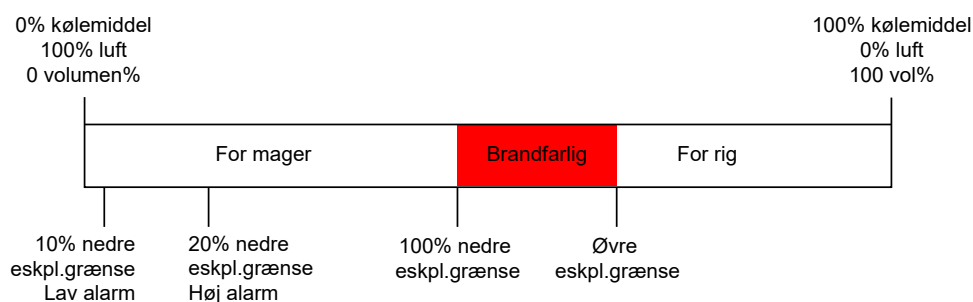 0% kølemiddel
100% luft
0 volumen%
100% kølemiddel
0% luft
100 vol%
For mager
Brandfarlig
For rig
10% nedre
eskpl.grænse
Lav alarm
20% nedre
eskpl.grænse
Høj alarm
100% nedre
eskpl.grænse
Øvre
eskpl.grænse